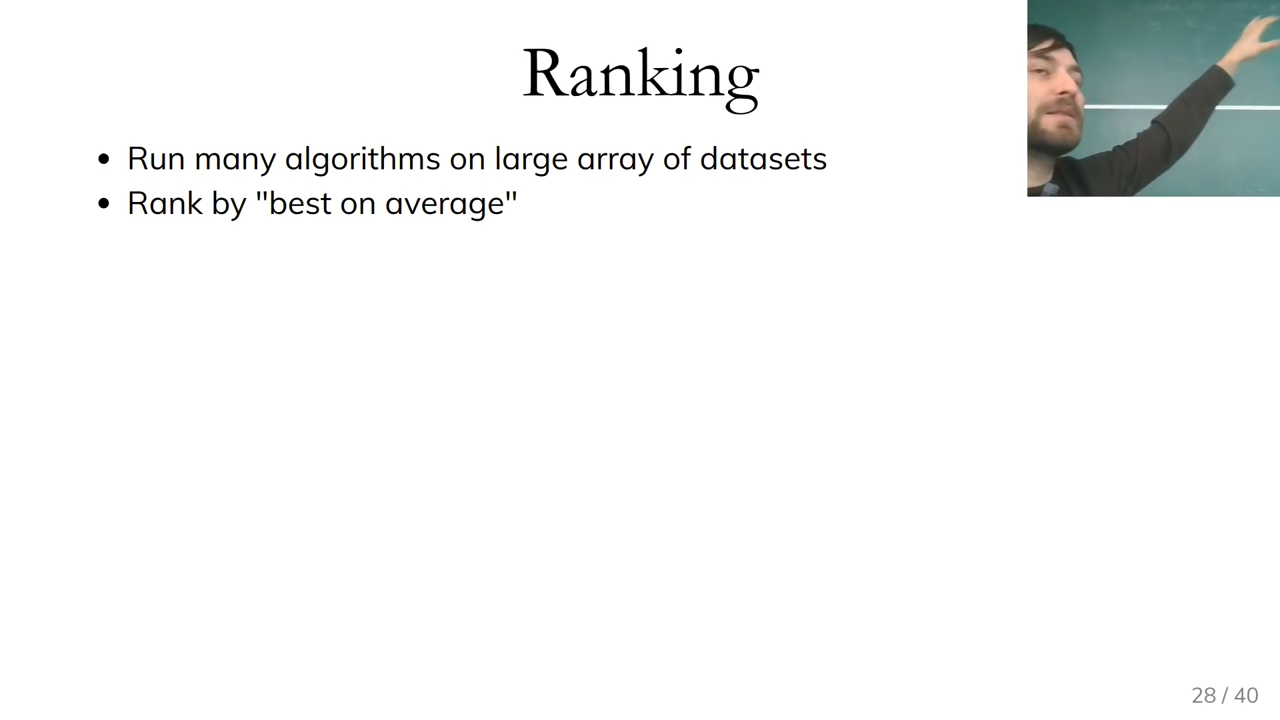 Ranking
Run many algorithms on large array of datasets
Rank by "best on average"
28 / 40